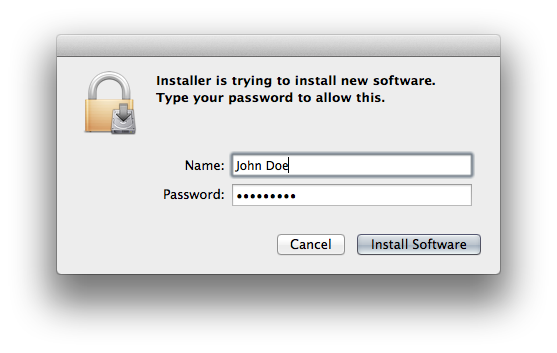 Installer is trying to install new software.
Type your password to allow this.
Name: John Doe
Password: •••••••••
Cancel Install Software